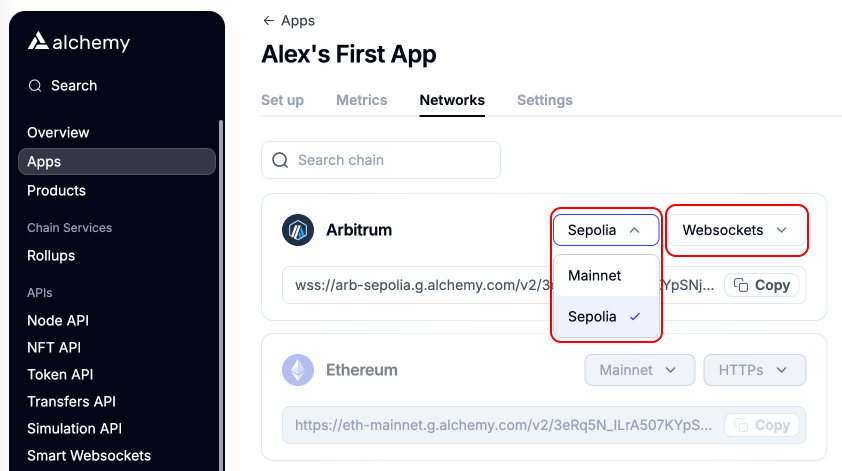 alchemy
Search
Overview
Apps
Products
Chain Services
Rollups
APIs
Node API
NFT API
Token API
Transfers API
Simulation API
Smart Websockets
← Apps
Alex's First App
Set up Metrics Networks Settings
Search chain
Arbitrum Sepolia Websockets
wss://arb-sepolia.g.alchemy.com/v2/3 YpSNj... Copy
Mainnet
Sepolia ✓
Ethereum Mainnet HTTPs
https://eth-mainnet.g.alchemy.com/v2/3eRq5N_ILrA507KYpS... Copy